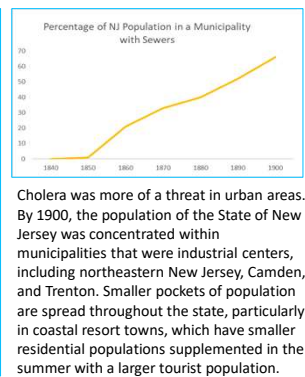 Percentage of NJ Population in a Municipality
with Sewers
70
60
50
40
30
20
10
0
1840 1850 1860 1870 1880 1890 1900
Cholera was more of a threat in urban areas.
By 1900, the population of the State of New
Jersey was concentrated within
municipalities that were industrial centers,
including northeastern New Jersey, Camden,
and Trenton. Smaller pockets of population
are spread throughout the state, particularly
in coastal resort towns, which have smaller
residential populations supplemented in the
summer with a larger tourist population.